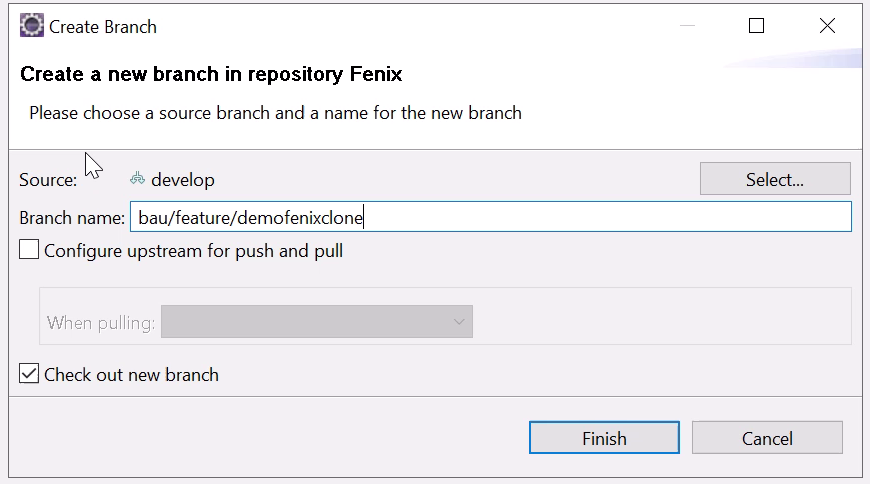 Create Branch
Create a new branch in repository Fenix
Please choose a source branch and a name for the new branch
Source: develop Select...
Branch name: bau/feature/demofenixclone
Configure upstream for push and pull
When pulling:
Check out new branch
Finish Cancel